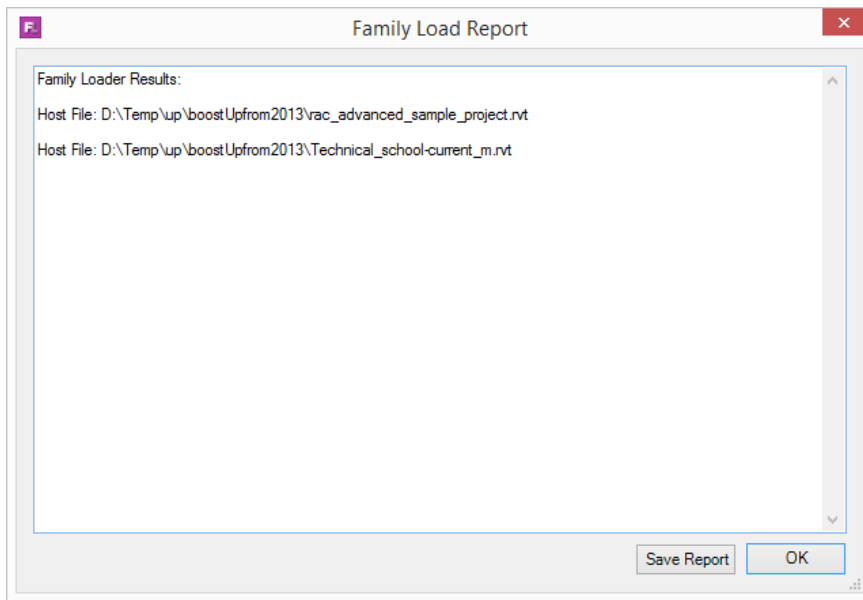 Family Load Report
Family Loader Results:
Host File: D:\Temp\up\boostUpfrom2013\rac_advanced_sample_project.rvt
Host File: D:\Temp\up\boostUpfrom2013\Technical_school-current_m.rvt
Save Report
OK